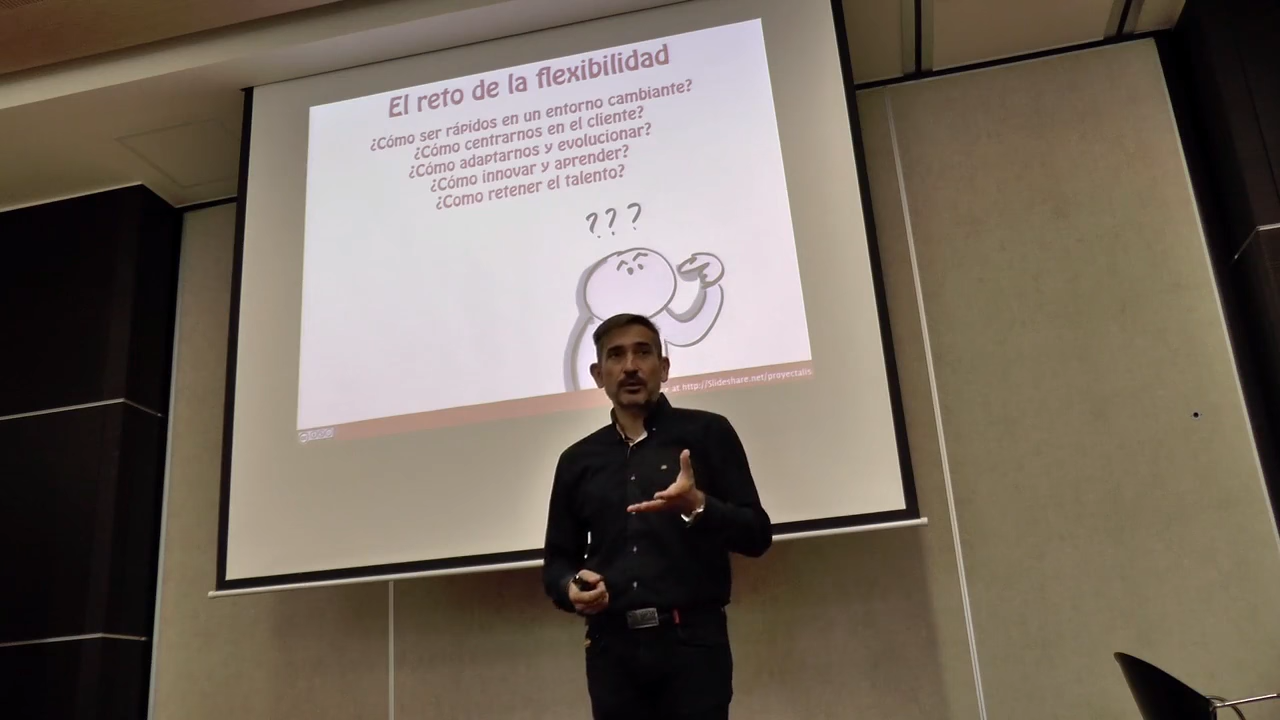 El reto de la flexibilidad
¿Cómo ser rápidos en un entorno cambiante?
¿Cómo centrarnos en el cliente?
¿Cómo adaptarnos y evolucionar?
¿Cómo innovar y aprender?
¿Como retener el talento?
? ? ?
at http://Slideshare.net/proyectalis